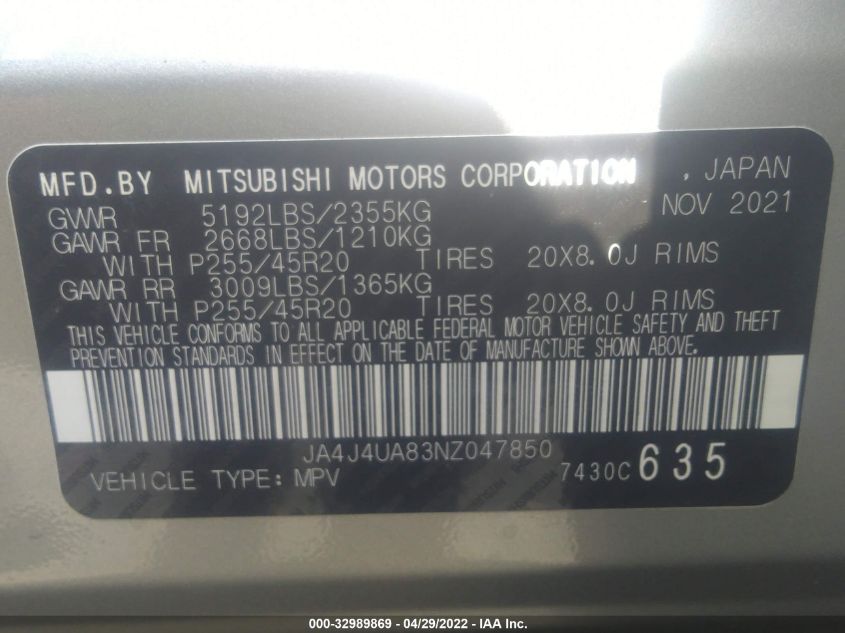 MFD.BY MITSUBISHI MOTORS CORPORATION , JAPAN
GVWR 5192LBS/2355KG NOV 2021
GAWR FR 2668LBS/1210KG
WITH P255/45R20 TIRES 20X8.0J RIMS
GAWR RR 3009LBS/1365KG
WITH P255/45R20 TIRES 20X8.0J RIMS
THIS VEHICLE CONFORMS TO ALL APPLICABLE FEDERAL MOTOR VEHICLE SAFETY AND THEFT
PREVENTION STANDARDS IN EFFECT ON THE DATE OF MANUFACTURE SHOWN ABOVE.
JA4J4UA83NZ047850
VEHICLE TYPE: MPV 7430C 635
000-32989869 - 04/29/2022 - IAA Inc.